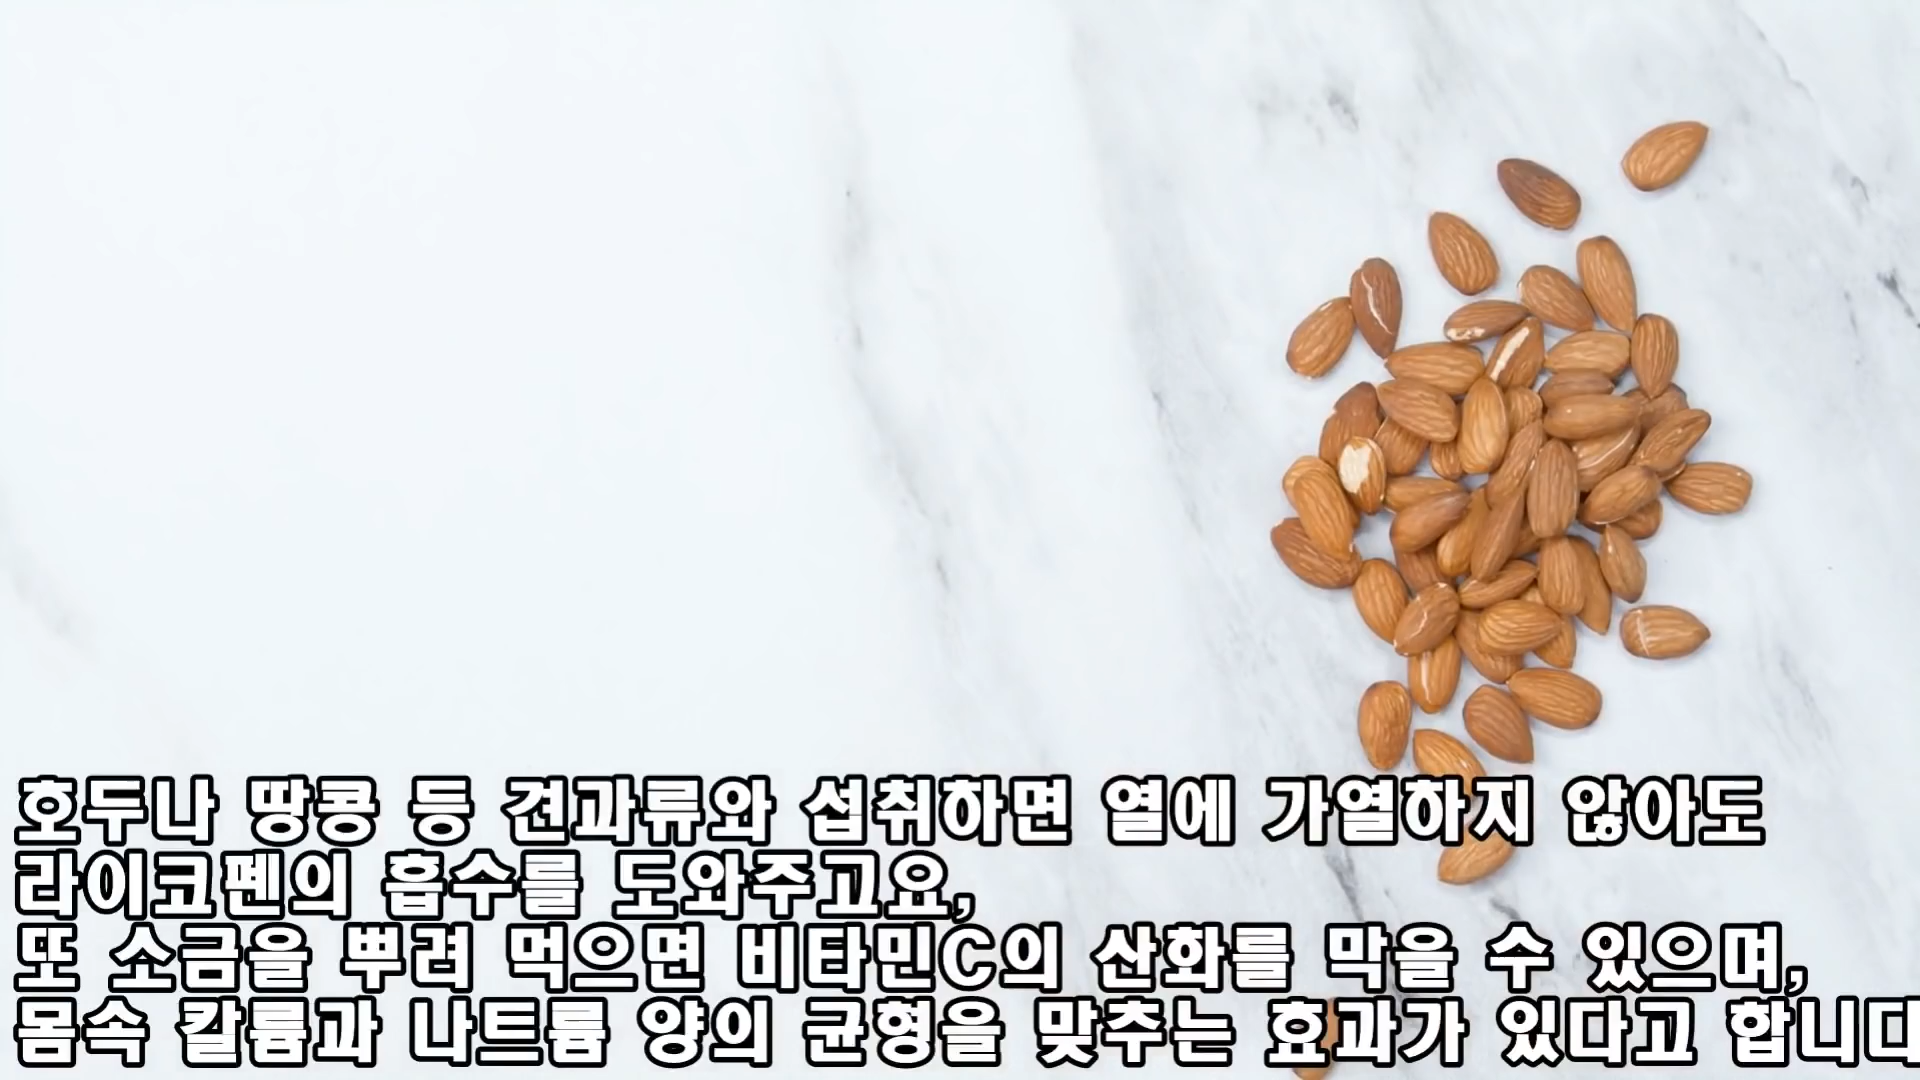 호두나 땅콩 등 견과류와 섭취하면 열에 가열하지 않아도
라이코펜의 흡수를 도와주고요,
또 소금을 뿌려 먹으면 비타민C의 산화를 막을 수 있으며,
몸속 칼륨과 나트륨 양의 균형을 맞추는 효과가 있다고 합니다